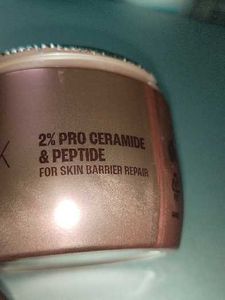 2% PRO CERAMIDE
& PEPTIDE
FOR SKIN BARRIER REPAIR